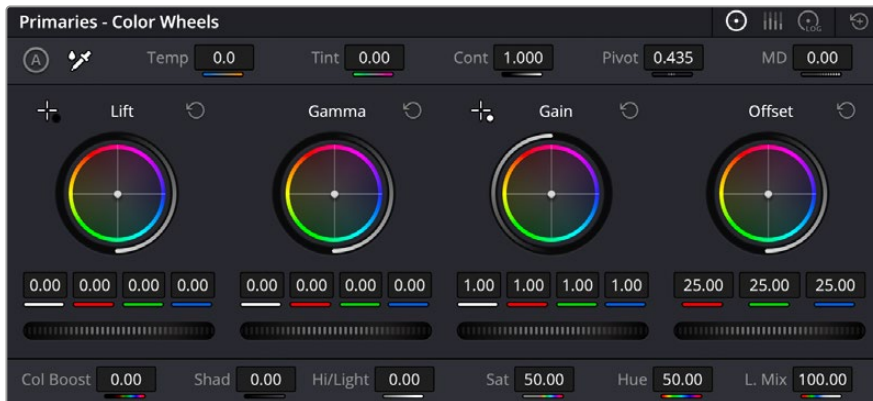 Primaries - Color Wheels
LOG
A Temp 0.0 Tint 0.00 Cont 1.000 Pivot 0.435 MD 0.00
Lift Gamma Gain Offset
0.00 0.00 0.00 0.00 0.00 0.00 0.00 0.00 1.00 1.00 1.00 1.00 25.00 25.00 25.00
Col Boost 0.00 Shad 0.00 Hi/Light 0.00 Sat 50.00 Hue 50.00 L. Mix 100.00